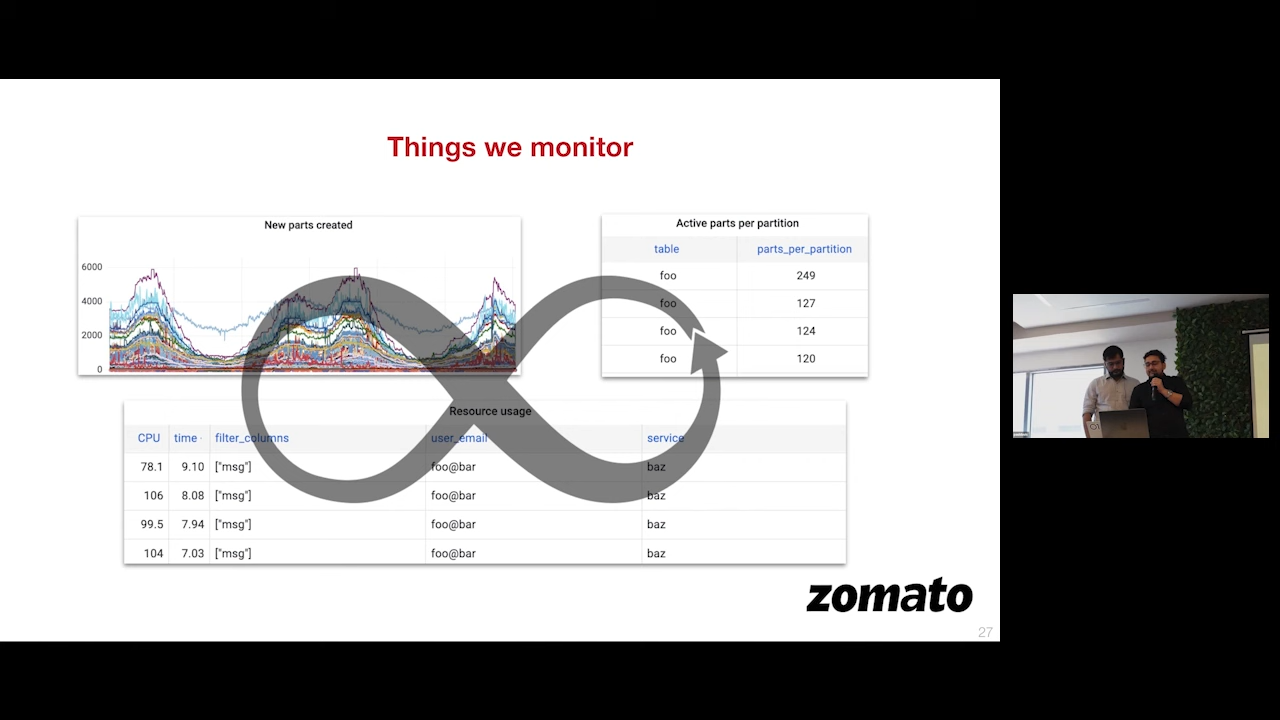 Things we monitor
New parts created
6000
4000
2000
0
Active parts per partition
table parts_per_partition
foo 249
foo 127
foo 124
foo 120
Resource usage
CPU time filter_columns user_email service
78.1 9.10 ["msg"] foo@bar baz
106 8.08 ["msg"] foo@bar baz
99.5 7.94 ["msg"] foo@bar baz
104 7.03 ["msg"] foo@bar baz
zomato
27